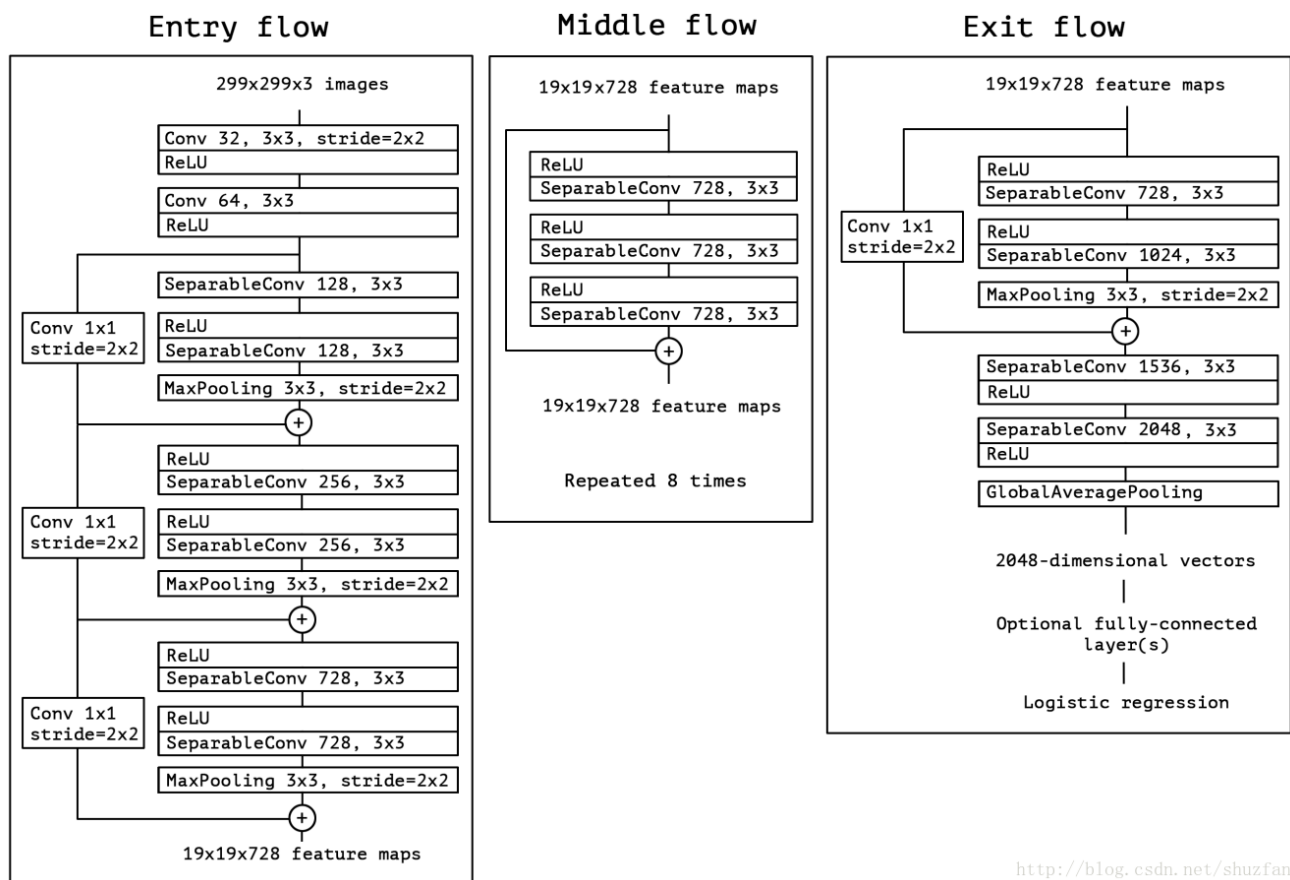 Entry flow
299x299x3 images
Conv 32, 3x3, stride=2x2
ReLU
Conv 64, 3x3
ReLU
SeparableConv 128, 3x3
Conv 1x1
stride=2x2
ReLU
SeparableConv 128, 3x3
MaxPooling 3x3, stride=2x2
+
ReLU
SeparableConv 256, 3x3
Conv 1x1
stride=2x2
ReLU
SeparableConv 256, 3x3
MaxPooling 3x3, stride=2x2
+
ReLU
SeparableConv 728, 3x3
Conv 1x1
stride=2x2
ReLU
SeparableConv 728, 3x3
MaxPooling 3x3, stride=2x2
+
19x19x728 feature maps
Middle flow
19x19x728 feature maps
ReLU
SeparableConv 728, 3x3
ReLU
SeparableConv 728, 3x3
ReLU
SeparableConv 728, 3x3
+
19x19x728 feature maps
Repeated 8 times
Exit flow
19x19x728 feature maps
ReLU
SeparableConv 728, 3x3
Conv 1x1
stride=2x2
ReLU
SeparableConv 1024, 3x3
MaxPooling 3x3, stride=2x2
+
SeparableConv 1536, 3x3
ReLU
SeparableConv 2048, 3x3
ReLU
GlobalAveragePooling
2048-dimensional vectors
Optional fully-connected
layer(s)
Logistic regression
http://blog.csdn.net/shuzfan